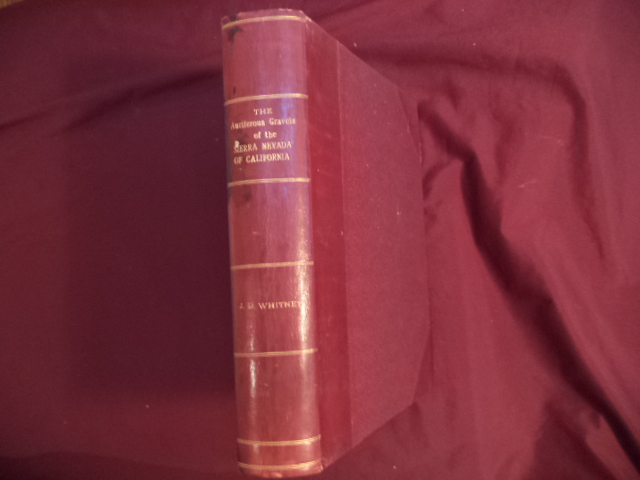 THE
Auriferous Gravels
of the
SIERRA NEVADA
OF CALIFORNIA
J. D. WHITNEY